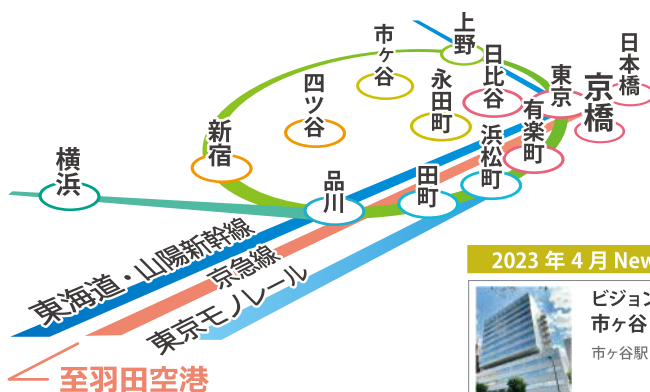 上野
市ヶ谷
日比谷
日本橋
東京
京橋
四ツ谷
永田町
有楽町
新宿
浜松町
横浜
品川
田町
東海道・山陽新幹線
京急線
東京モノレール
至羽田空港
2023 年 4 月 New
ビジョン
市ヶ谷
市ヶ谷駅